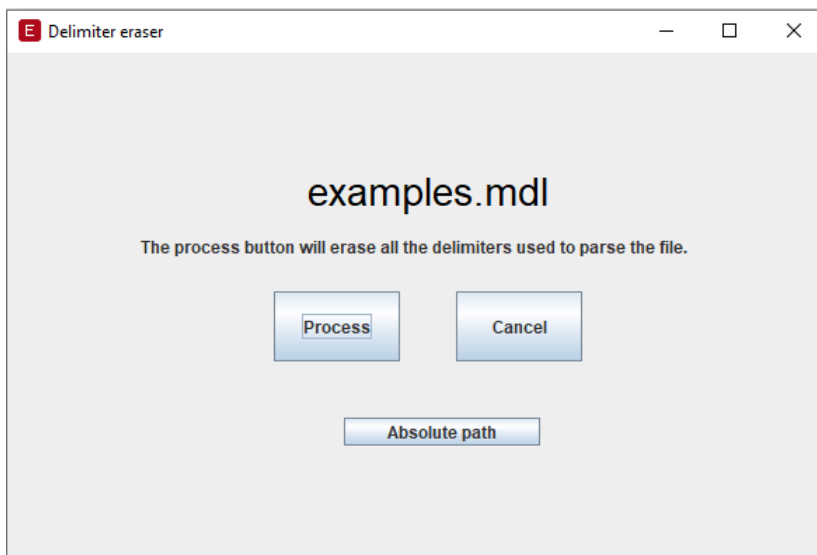 E Delimiter eraser
examples.mdl
The process button will erase all the delimiters used to parse the file.
Process Cancel
Absolute path